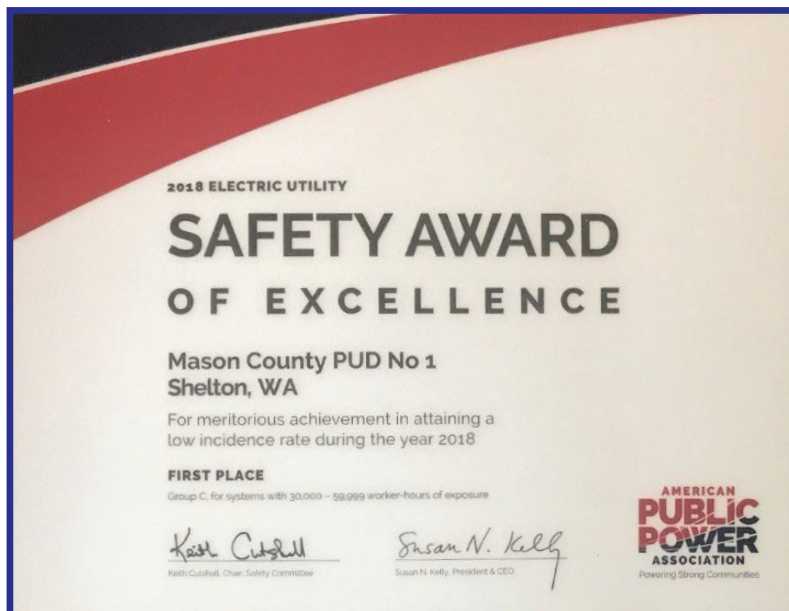 2018 ELECTRIC UTILITY
SAFETY AWARD
OF EXCELLENCE
Mason County PUD No 1
Shelton, WA
For meritorious achievement in attaining a
low incidence rate during the year 2018
FIRST PLACE
Group C, for systems with 30,000 – 59,999 worker-hours of exposure
Keith Cutshall
Susan N. Kelly
Keith Cutshall, Chair, Safety Committee
Susan N. Kelly, President & CEO
AMERICAN
PUBLIC
POWER
ASSOCIATION
Powering Strong Communities